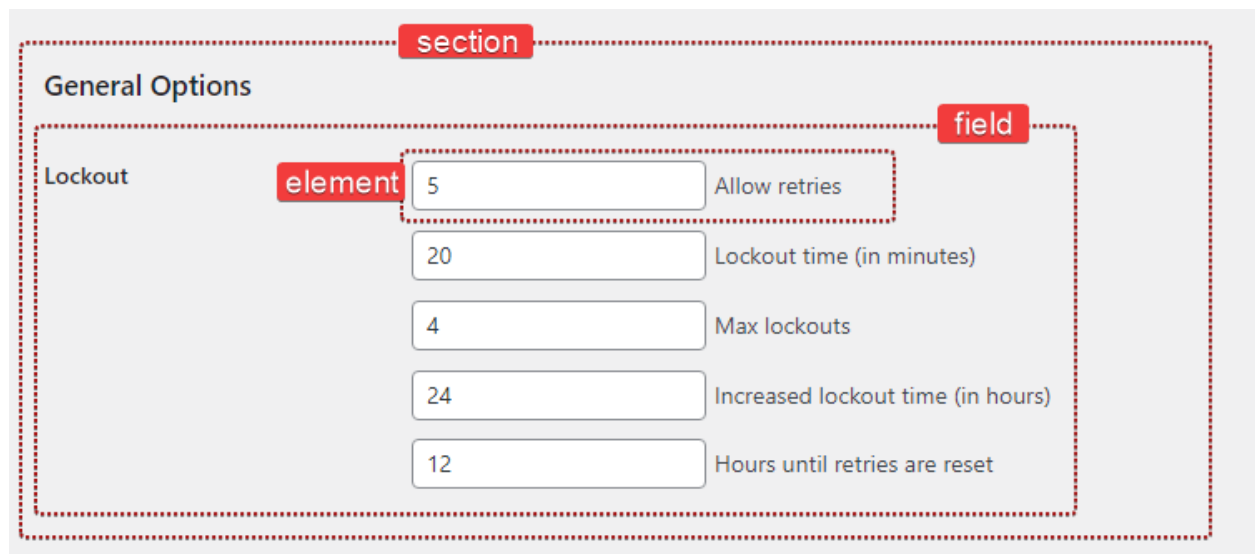 section
General Options
field
Lockout
element
5 Allow retries
20 Lockout time (in minutes)
4 Max lockouts
24 Increased lockout time (in hours)
12 Hours until retries are reset